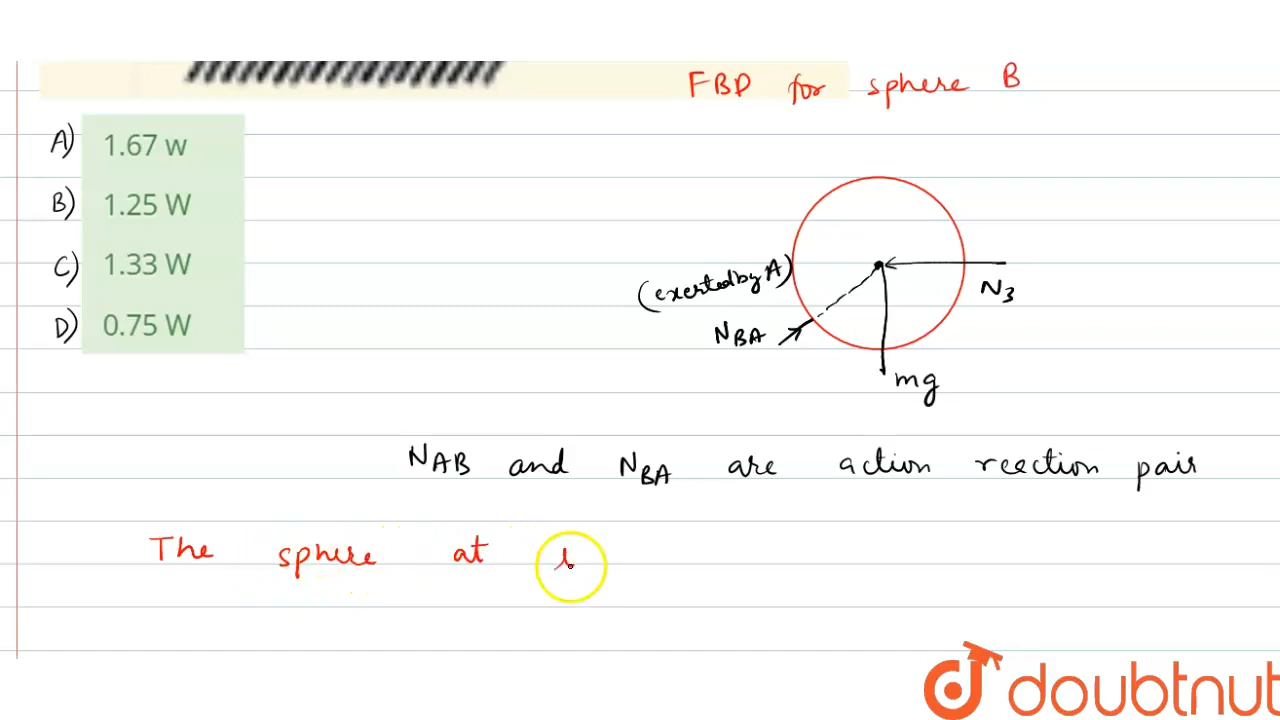 FBD for sphere B
A) 1.67 w
B) 1.25 W
C) 1.33 W
D) 0.75 W
(exerted by A)
N3
NBA
mg
NAB and NBA are action reection pair
The sphere at
doubtnut